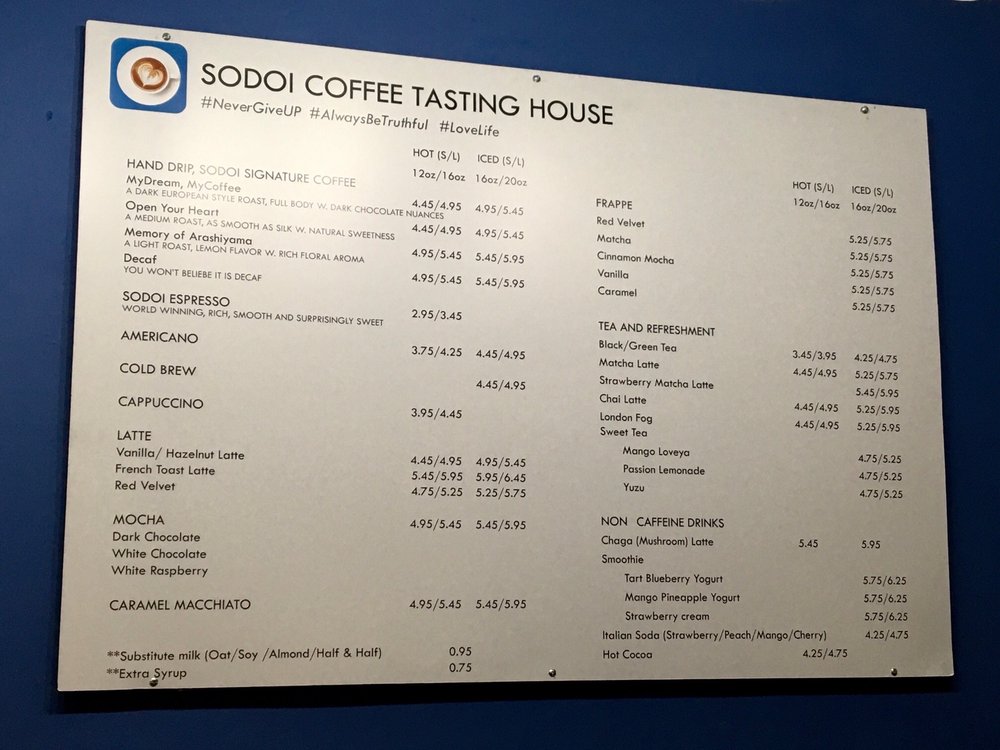 SODOI COFFEE TASTING HOUSE
#NeverGiveUP #AlwaysBeTruthful #LoveLife
HOT (S/L) ICED (S/L)
12oz/16oz 16oz/20oz
HAND DRIP, SODOI SIGNATURE COFFEE
MyDream, MyCoffee 4.45/4.95 4.95/5.45
A DARK EUROPEAN STYLE ROAST, FULL BODY W. DARK CHOCOLATE NUANCES
Open Your Heart 4.45/4.95 4.95/5.45
A MEDIUM ROAST, AS SMOOTH AS SILK W. NATURAL SWEETNESS
Memory of Arashiyama 4.95/5.45 5.45/5.95
A LIGHT ROAST, LEMON FLAVOR W. RICH FLORAL AROMA
Decaf 4.95/5.45 5.45/5.95
YOU WON'T BELIEBE IT IS DECAF
SODOI ESPRESSO 2.95/3.45
WORLD WINNING, RICH, SMOOTH AND SURPRISINGLY SWEET
AMERICANO 3.75/4.25 4.45/4.95
COLD BREW 4.45/4.95
CAPPUCCINO 3.95/4.45
LATTE
Vanilla/ Hazelnut Latte 4.45/4.95 4.95/5.45
French Toast Latte 5.45/5.95 5.95/6.45
Red Velvet 4.75/5.25 5.25/5.75
MOCHA 4.95/5.45 5.45/5.95
Dark Chocolate
White Chocolate
White Raspberry
CARAMEL MACCHIATO 4.95/5.45 5.45/5.95
**Substitute milk (Oat/Soy /Almond/Half & Half) 0.95
**Extra Syrup 0.75
HOT (S/L) ICED (S/L)
FRAPPE 12oz/16oz 16oz/20oz
Red Velvet 5.25/5.75
Matcha 5.25/5.75
Cinnamon Mocha 5.25/5.75
Vanilla 5.25/5.75
Caramel 5.25/5.75
TEA AND REFRESHMENT
Black/Green Tea 3.45/3.95 4.25/4.75
Matcha Latte 4.45/4.95 5.25/5.75
Strawberry Matcha Latte 5.45/5.95
Chai Latte 4.45/4.95 5.25/5.95
London Fog 4.45/4.95 5.25/5.95
Sweet Tea
Mango Loveya 4.75/5.25
Passion Lemonade 4.75/5.25
Yuzu 4.75/5.25
NON CAFFEINE DRINKS
Chaga (Mushroom) Latte 5.45 5.95
Smoothie
Tart Blueberry Yogurt 5.75/6.25
Mango Pineapple Yogurt 5.75/6.25
Strawberry cream 5.75/6.25
Italian Soda (Strawberry/Peach/Mango/Cherry) 4.25/4.75
Hot Cocoa 4.25/4.75